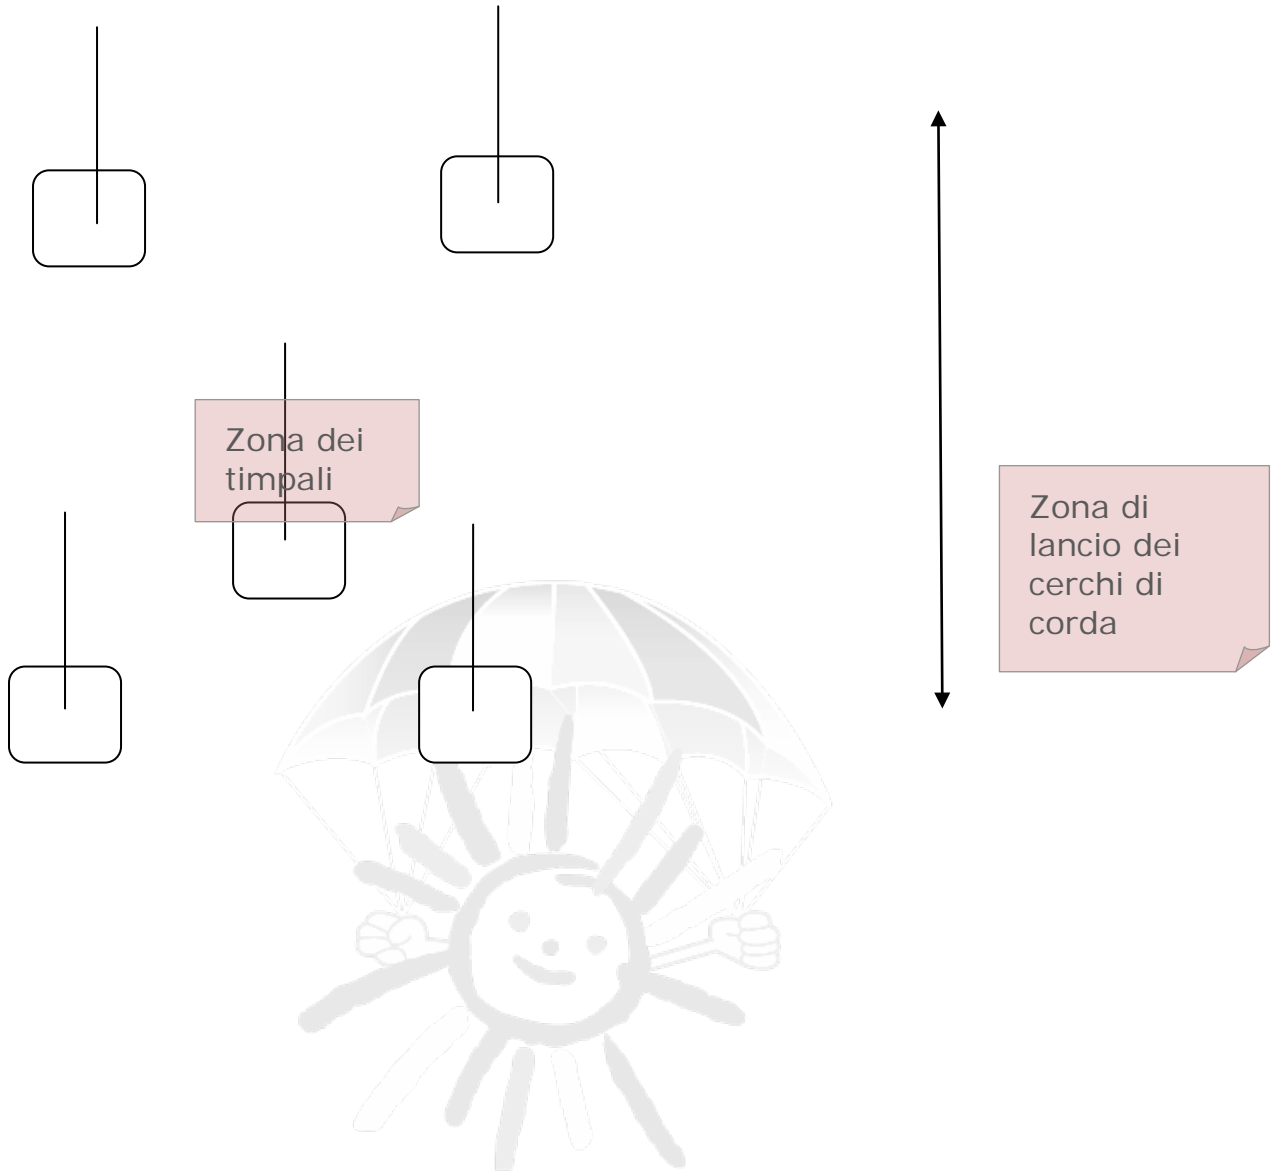 Zona dei
timpali
Zona di
lancio dei
cerchi di
corda